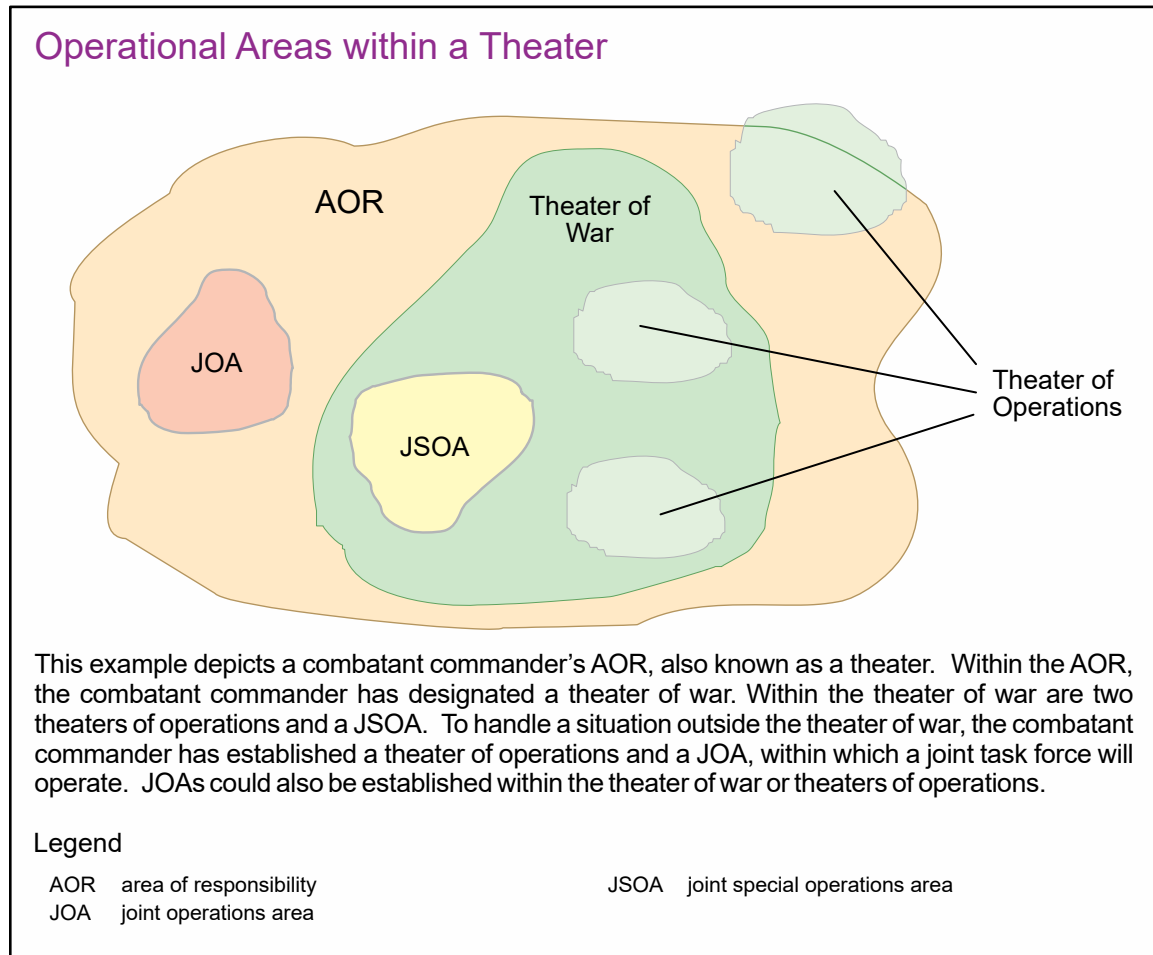 Operational Areas within a Theater
AOR
Theater of
War
JOA
JSOA
Theater of
Operations
This example depicts a combatant commander’s AOR, also known as a theater. Within the AOR,
the combatant commander has designated a theater of war. Within the theater of war are two
theaters of operations and a JSOA. To handle a situation outside the theater of war, the combatant
commander has established a theater of operations and a JOA, within which a joint task force will
operate. JOAs could also be established within the theater of war or theaters of operations.
Legend
AOR area of responsibility
JOA joint operations area
JSOA joint special operations area